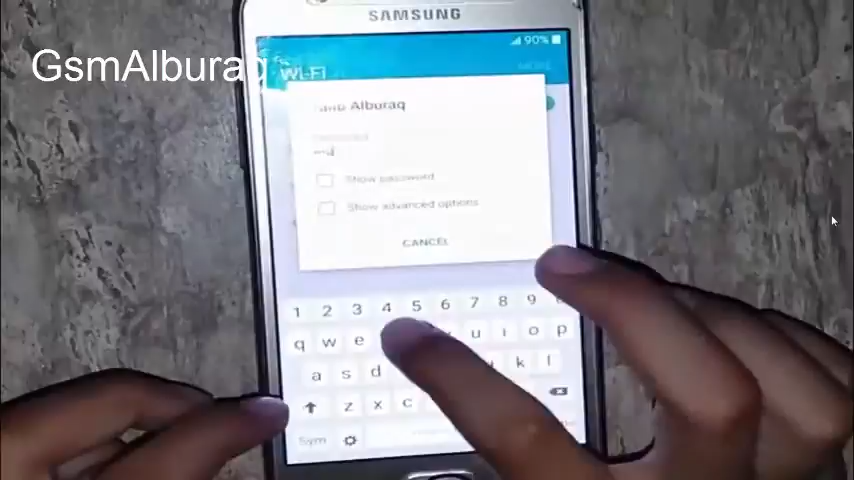 SAMSUNG
GsmAlburaq
90%
Wi-Fi
MORE
Alburaq
Show password
Show advanced options
CANCEL
1 2 3 4 5 6 7 8 9
q w e u i o p
a s d k l
z x c
Sym